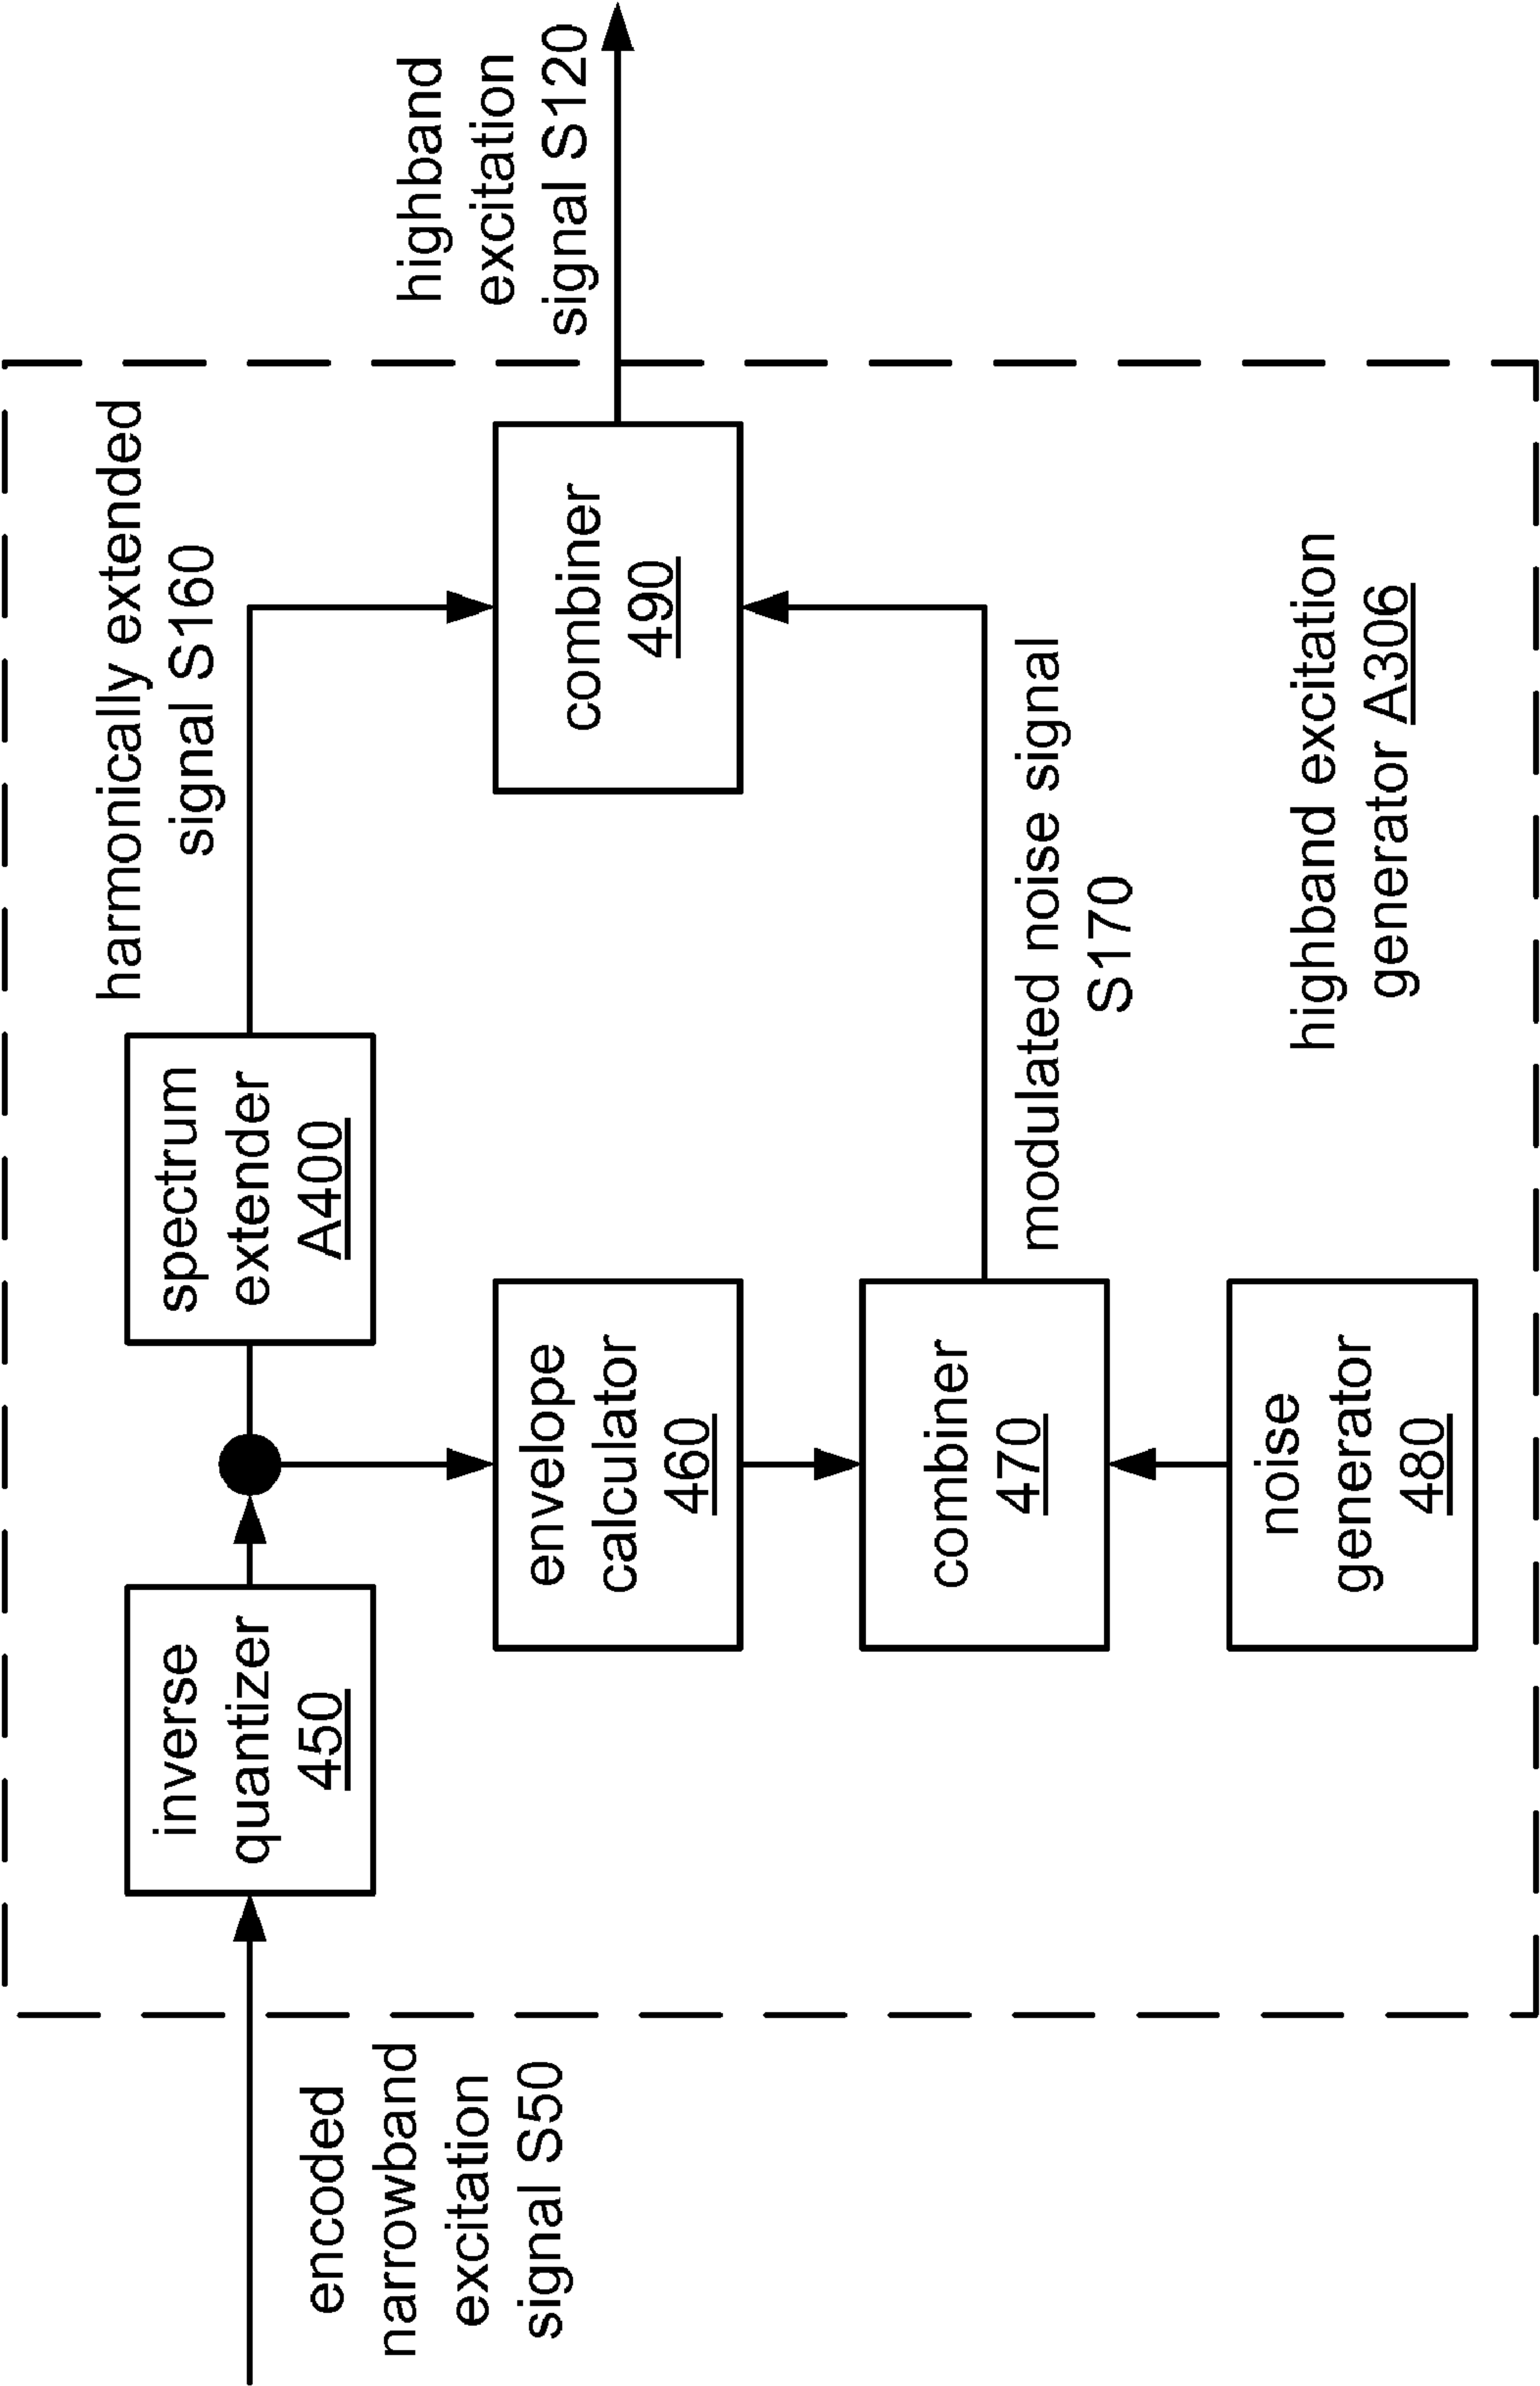 encoded
narrowband
excitation
signal S50
inverse
quantizer
450
spectrum
extender
A400
harmonically extended
signal S160
envelope
calculator
460
combiner
470
noise
generator
480
modulated noise signal
S170
combiner
490
highband
excitation
signal S120
highband excitation
generator A306